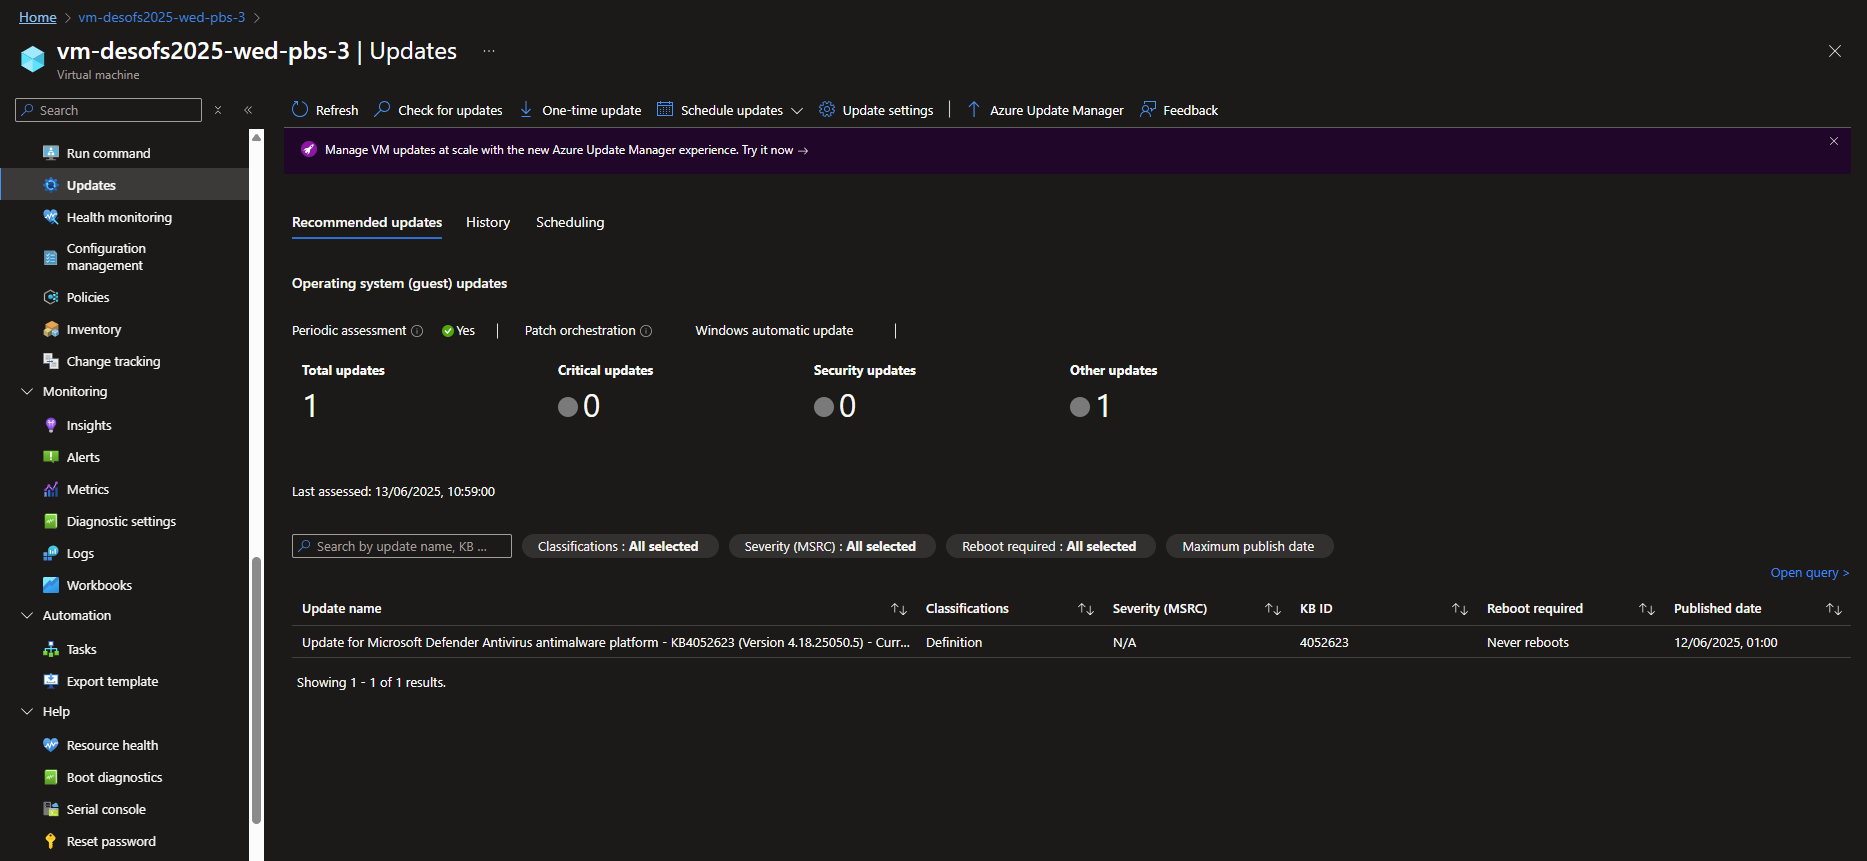 Home > vm-desofs2025-wed-pbs-3 >
vm-desofs2025-wed-pbs-3 | Updates ...
Virtual machine
Search
Run command
Updates
Health monitoring
Configuration
management
Policies
Inventory
Change tracking
Monitoring
Insights
Alerts
Metrics
Diagnostic settings
Logs
Workbooks
Automation
Tasks
Export template
Help
Resource health
Boot diagnostics
Serial console
Reset password
Refresh Check for updates One-time update Schedule updates Update settings | Azure Update Manager Feedback
Manage VM updates at scale with the new Azure Update Manager experience. Try it now →
Recommended updates History Scheduling
Operating system (guest) updates
Periodic assessment Yes | Patch orchestration Windows automatic update |
Total updates Critical updates Security updates Other updates
1 0 0 1
Last assessed: 13/06/2025, 10:59:00
Search by update name, KB ... Classifications : All selected Severity (MSRC) : All selected Reboot required : All selected Maximum publish date
Open query >
Update name Classifications Severity (MSRC) KB ID Reboot required Published date
Update for Microsoft Defender Antivirus antimalware platform - KB4052623 (Version 4.18.25050.5) - Curr... Definition N/A 4052623 Never reboots 12/06/2025, 01:00
Showing 1 - 1 of 1 results.